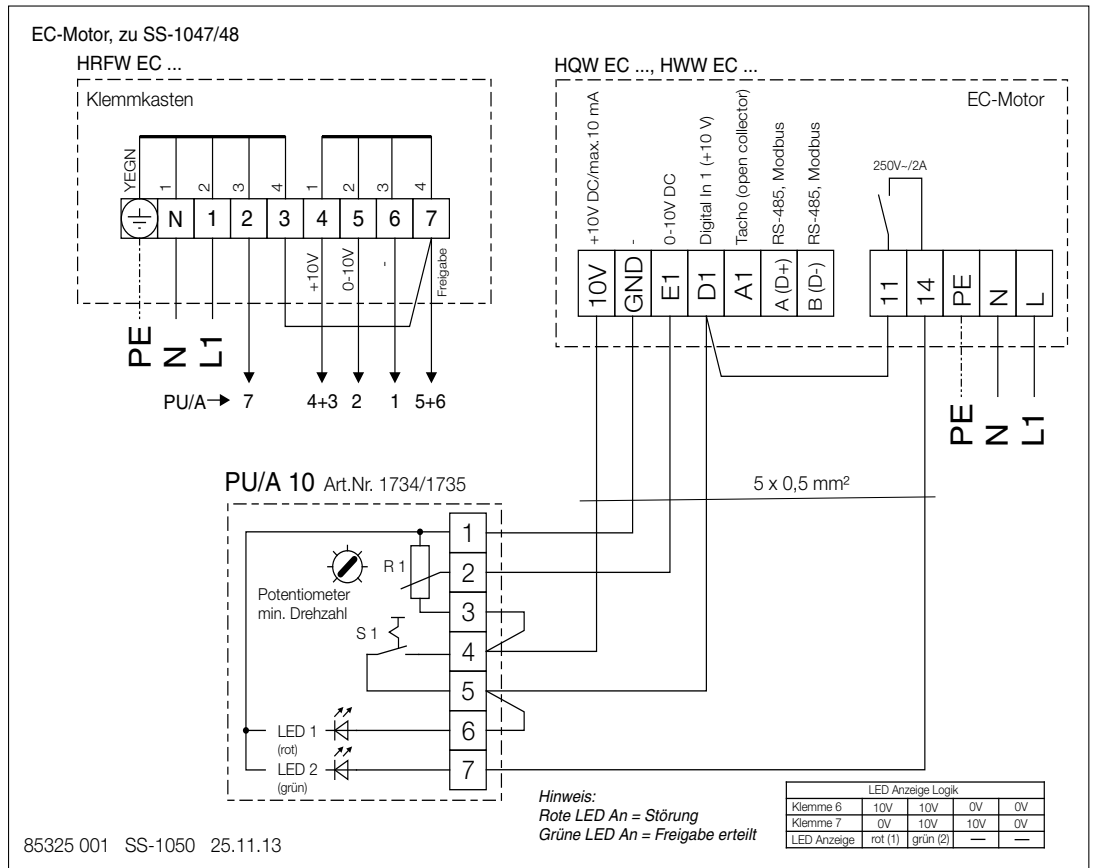 EC-Motor, zu SS-1047/48
HRFW EC ...
Klemmkasten
YEGN 1 2 3 4 1 2 3 4
N 1 2 3 4 5 6 7
+10V 0-10V - Freigabe
PE N L1
PU/A 7 4+3 2 1 5+6
HQW EC ..., HWW EC ...
EC-Motor
+10V DC/max.10 mA
-
0-10V DC
Digital In 1 (+10 V)
Tacho (open collector)
RS-485, Modbus
RS-485, Modbus
250V~/2A
10V GND E1 D1 A1 A (D+) B (D-) 11 14 PE N L
PE N L1
5 x 0,5 mm²
PU/A 10 Art.Nr. 1734/1735
1
R 1 2
Potentiometer
min. Drehzahl
3
S 1 4
5
LED 1 6
(rot)
LED 2 7
(grün)
Hinweis:
Rote LED An = Störung
Grüne LED An = Freigabe erteilt
LED Anzeige Logik
Klemme 6 10V 10V 0V 0V
Klemme 7 0V 10V 10V 0V
LED Anzeige rot (1) grün (2) — —
85325 001 SS-1050 25.11.13